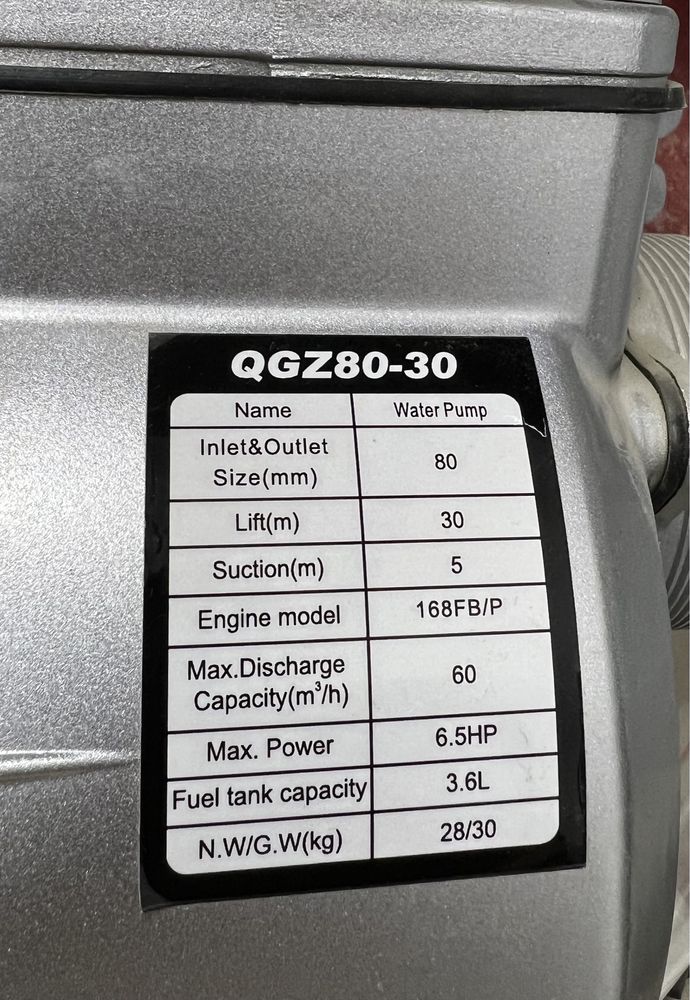 QGZ80-30
Name Water Pump
Inlet&Outlet
Size(mm) 80
Lift(m) 30
Suction(m) 5
Engine model 168FB/P
Max.Discharge
Capacity(m³/h) 60
Max. Power 6.5HP
Fuel tank capacity 3.6L
N.W/G.W(kg) 28/30